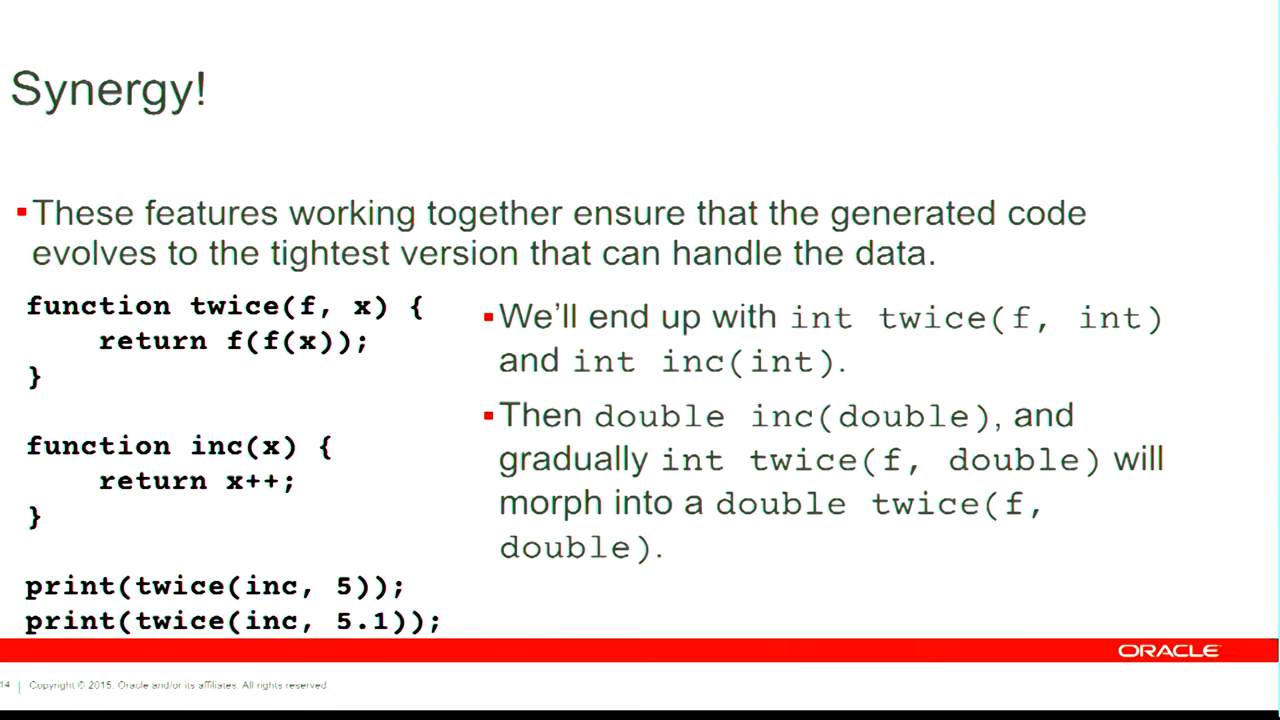 Synergy!
▪These features working together ensure that the generated code
evolves to the tightest version that can handle the data.
function twice(f, x) {
    return f(f(x));
}
function inc(x) {
    return x++;
}
print(twice(inc, 5));
print(twice(inc, 5.1));
▪We'll end up with int twice(f, int)
and int inc(int).
▪Then double inc(double), and
gradually int twice(f, double) will
morph into a double twice(f,
double).
ORACLE
14 | Copyright © 2015, Oracle and/or its affiliates. All rights reserved.